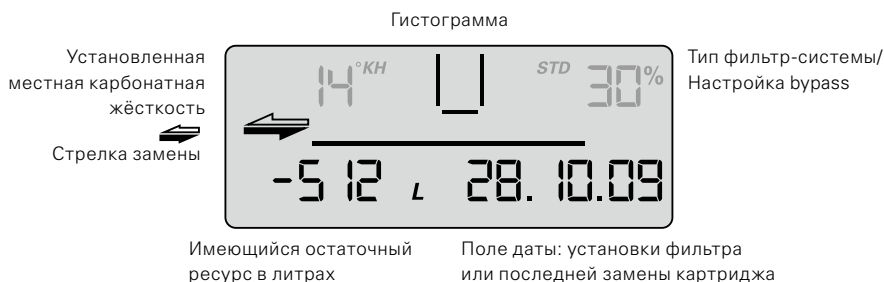 Гистограмма
Установленная
местная карбонатная
жёсткость
Стрелка замены
14°KH
STD 30%
-512 L 28.10.09
Тип фильтр-системы/
Настройка bypass
Имеющийся остаточный
ресурс в литрах
Поле даты: установки фильтра
или последней замены картриджа